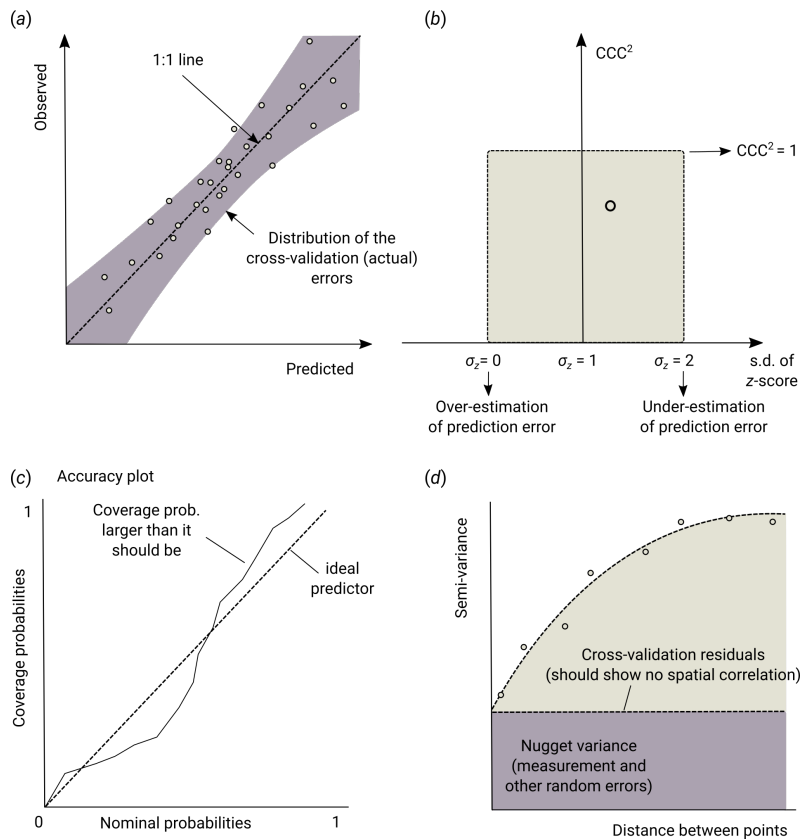 (a)
Observed
1:1 line
Distribution of the
cross-validation (actual)
errors
Predicted
(b)
CCC²
CCC² = 1
σz = 0
σz = 1
σz = 2
s.d. of
z-score
Over-estimation
of prediction error
Under-estimation
of prediction error
(c)
Accuracy plot
1
Coverage prob.
larger than it
should be
ideal
predictor
Coverage probabilities
0
Nominal probabilities
1
(d)
Semi-variance
Cross-validation residuals
(should show no spatial correlation)
Nugget variance
(measurement and
other random errors)
Distance between points